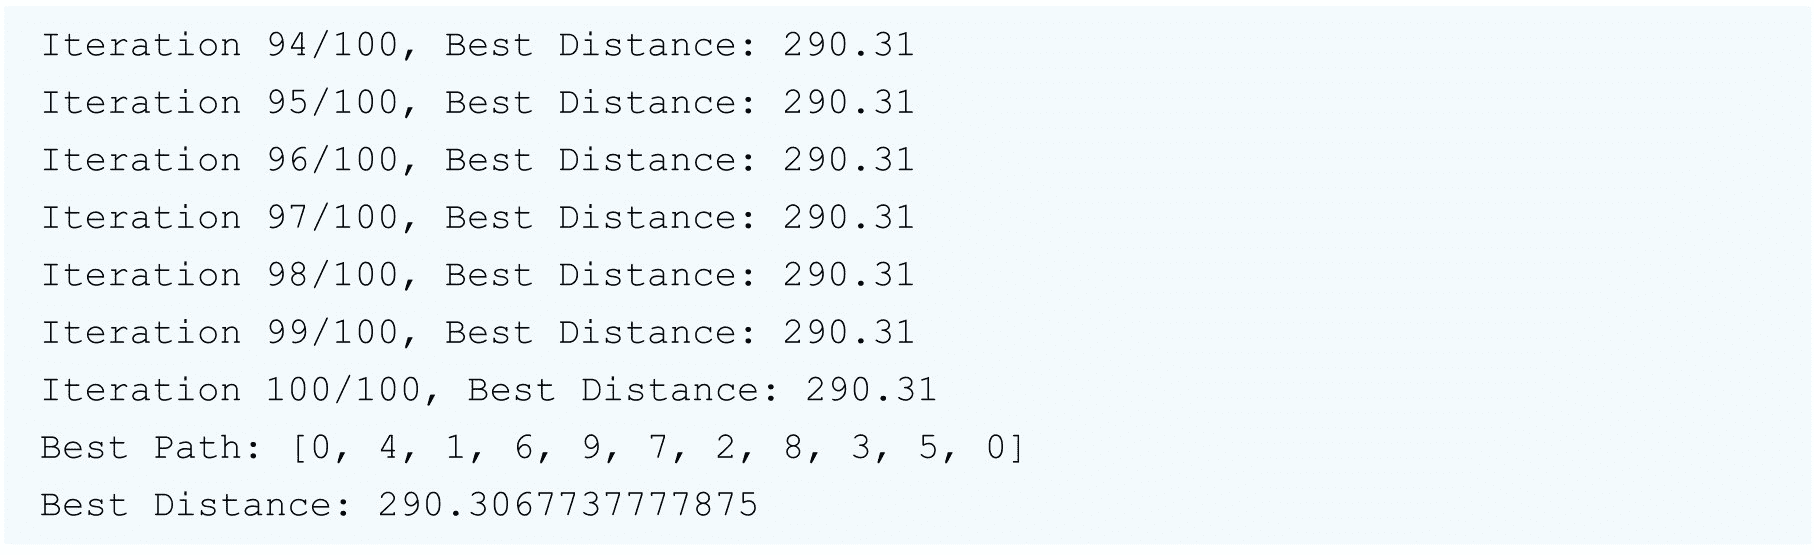 Iteration 94/100, Best Distance: 290.31
Iteration 95/100, Best Distance: 290.31
Iteration 96/100, Best Distance: 290.31
Iteration 97/100, Best Distance: 290.31
Iteration 98/100, Best Distance: 290.31
Iteration 99/100, Best Distance: 290.31
Iteration 100/100, Best Distance: 290.31
Best Path: [0, 4, 1, 6, 9, 7, 2, 8, 3, 5, 0]
Best Distance: 290.3067737777875